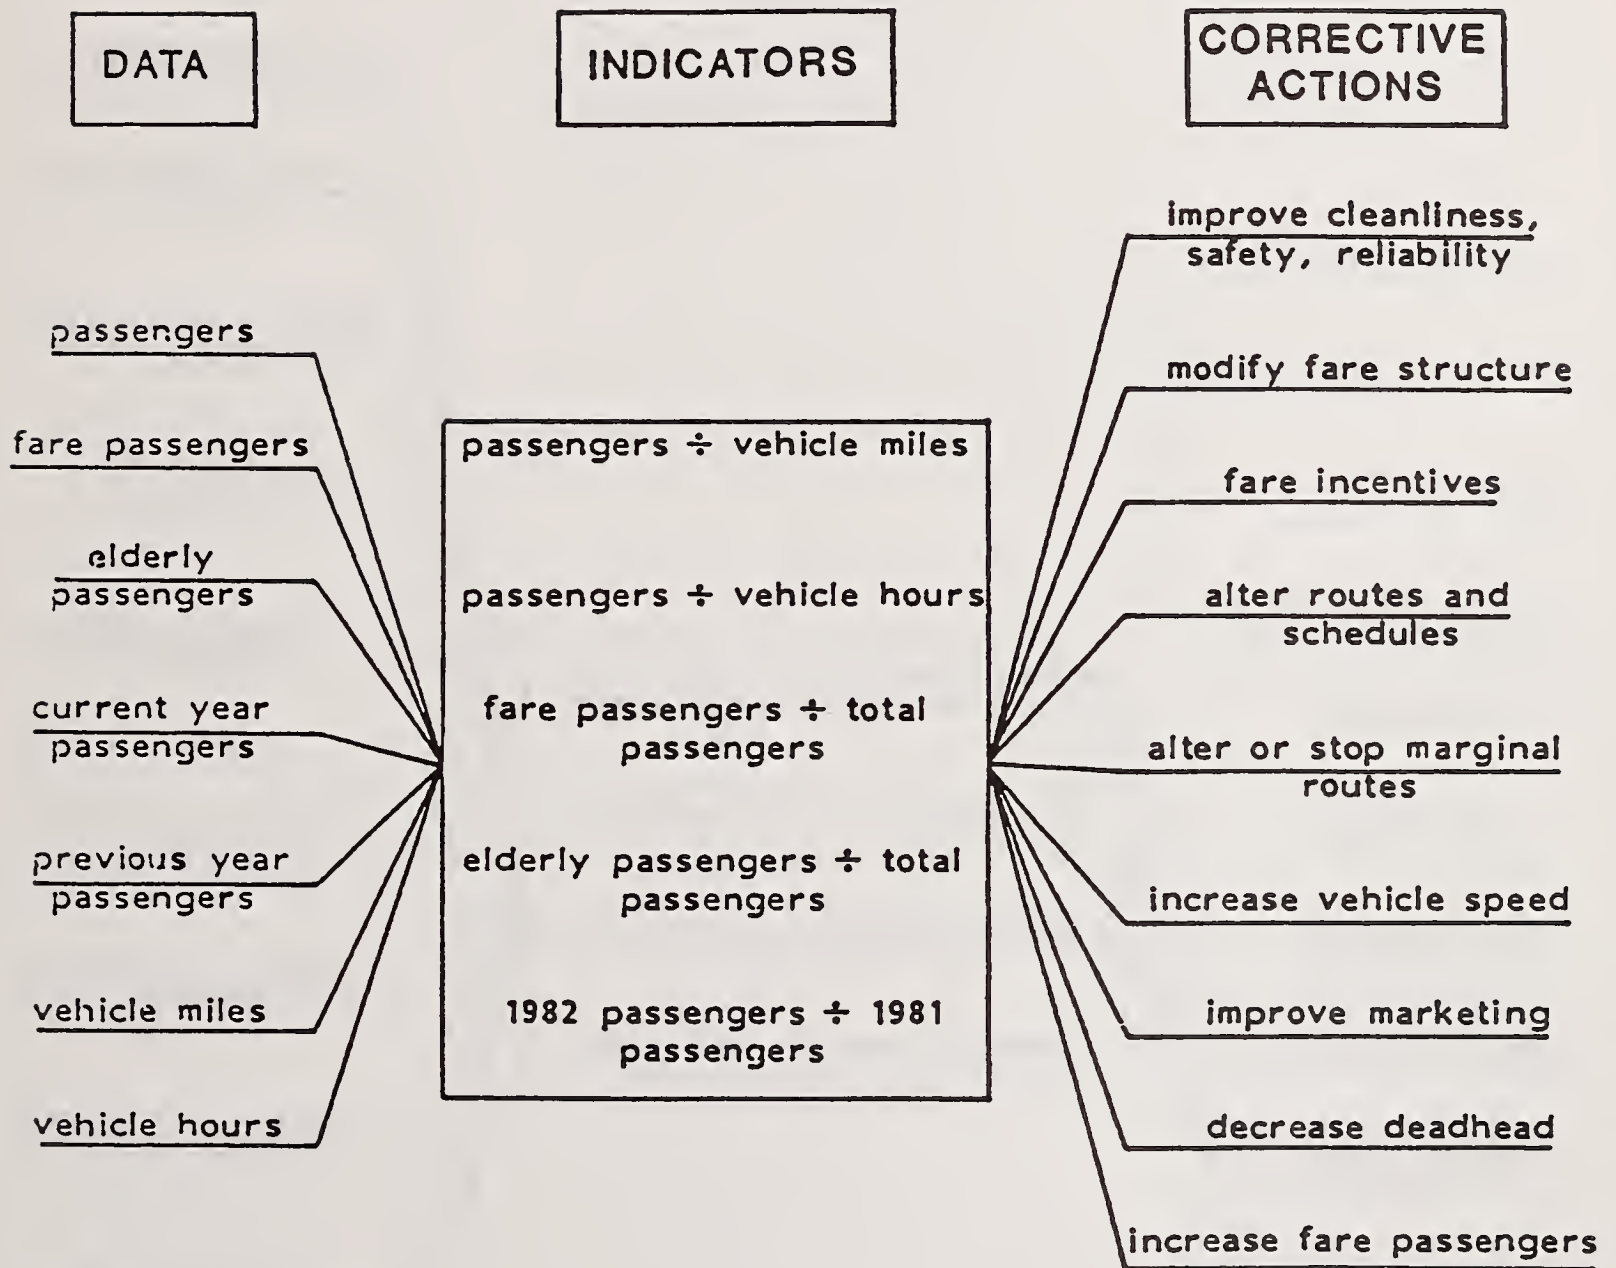 DATA
INDICATORS
CORRECTIVE
ACTIONS
passengers
fare passengers
elderly
passengers
current year
passengers
previous year
passengers
vehicle miles
vehicle hours
passengers ÷ vehicle miles
passengers ÷ vehicle hours
fare passengers ÷ total
passengers
elderly passengers ÷ total
passengers
1982 passengers ÷ 1981
passengers
improve cleanliness,
safety, reliability
modify fare structure
fare incentives
alter routes and
schedules
alter or stop marginal
routes
increase vehicle speed
improve marketing
decrease deadhead
increase fare passengers